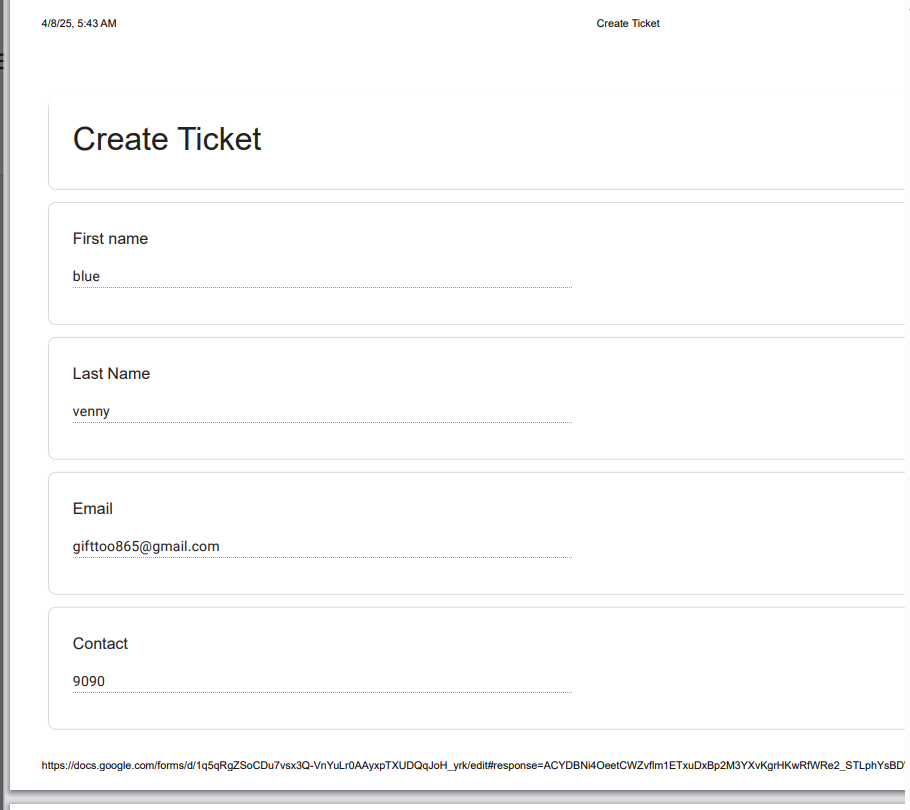 4/8/25, 5:43 AM Create Ticket
Create Ticket
First name
blue
Last Name
venny
Email
gifttoo865@gmail.com
Contact
9090
https://docs.google.com/forms/d/1q5qRgZSoCDu7vsx3Q-VnYuLr0AAyxpTXUDQqJoH_yrk/edit#response=ACYDBNi4OeetCWZvflm1ETxuDxBp2M3YXvKgrHKwRfWRe2_STLphYsBD